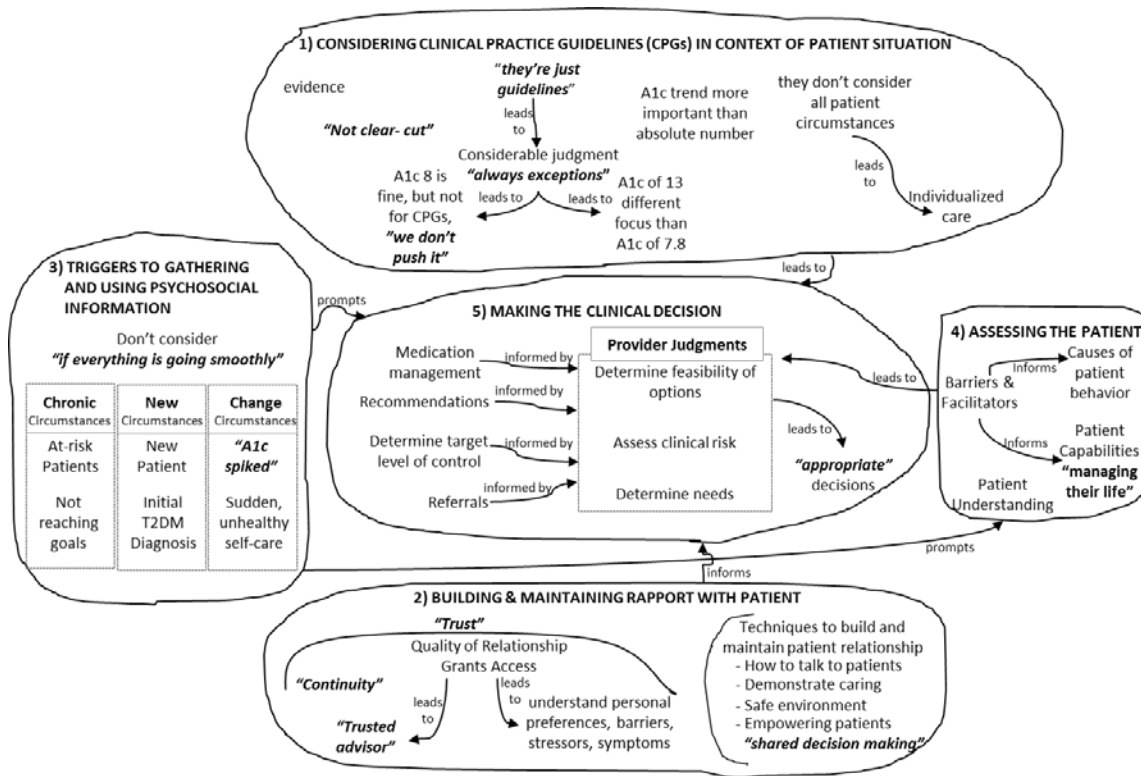 1) CONSIDERING CLINICAL PRACTICE GUIDELINES (CPGs) IN CONTEXT OF PATIENT SITUATION
evidence
“Not clear- cut”
“they’re just
guidelines”
leads
to
Considerable judgment
“always exceptions”
leads to
leads to
A1c 8 is
fine, but not
for CPGs,
“we don’t
push it”
A1c of 13
different
focus than
A1c of 7.8
A1c trend more
important than
absolute number
they don’t consider
all patient
circumstances
leads
to
Individualized
care
leads to
3) TRIGGERS TO GATHERING
AND USING PSYCHOSOCIAL
INFORMATION
Don’t consider
“if everything is going smoothly”
Chronic
Circumstances
At-risk
Patients
Not
reaching
goals
New
Circumstances
New
Patient
Initial
T2DM
Diagnosis
Change
Circumstances
“A1c
spiked”
Sudden,
unhealthy
self-care
prompts
5) MAKING THE CLINICAL DECISION
Medication
management
informed by
Recommendations
informed by
Determine target
level of control
informed by
Referrals
informed by
Provider Judgments
Determine feasibility of
options
Assess clinical risk
Determine needs
leads
to
“appropriate”
decisions
leads to
4) ASSESSING THE PATIENT
Barriers &
Facilitators
Informs
Causes of
patient
behavior
Informs
Patient
Capabilities
“managing
their life”
Patient
Understanding
prompts
informs
2) BUILDING & MAINTAINING RAPPORT WITH PATIENT
“Trust”
Quality of Relationship
Grants Access
“Continuity”
leads
to
“Trusted
advisor”
leads
to
understand personal
preferences, barriers,
stressors, symptoms
Techniques to build and
maintain patient relationship
- How to talk to patients
- Demonstrate caring
- Safe environment
- Empowering patients
“shared decision making”